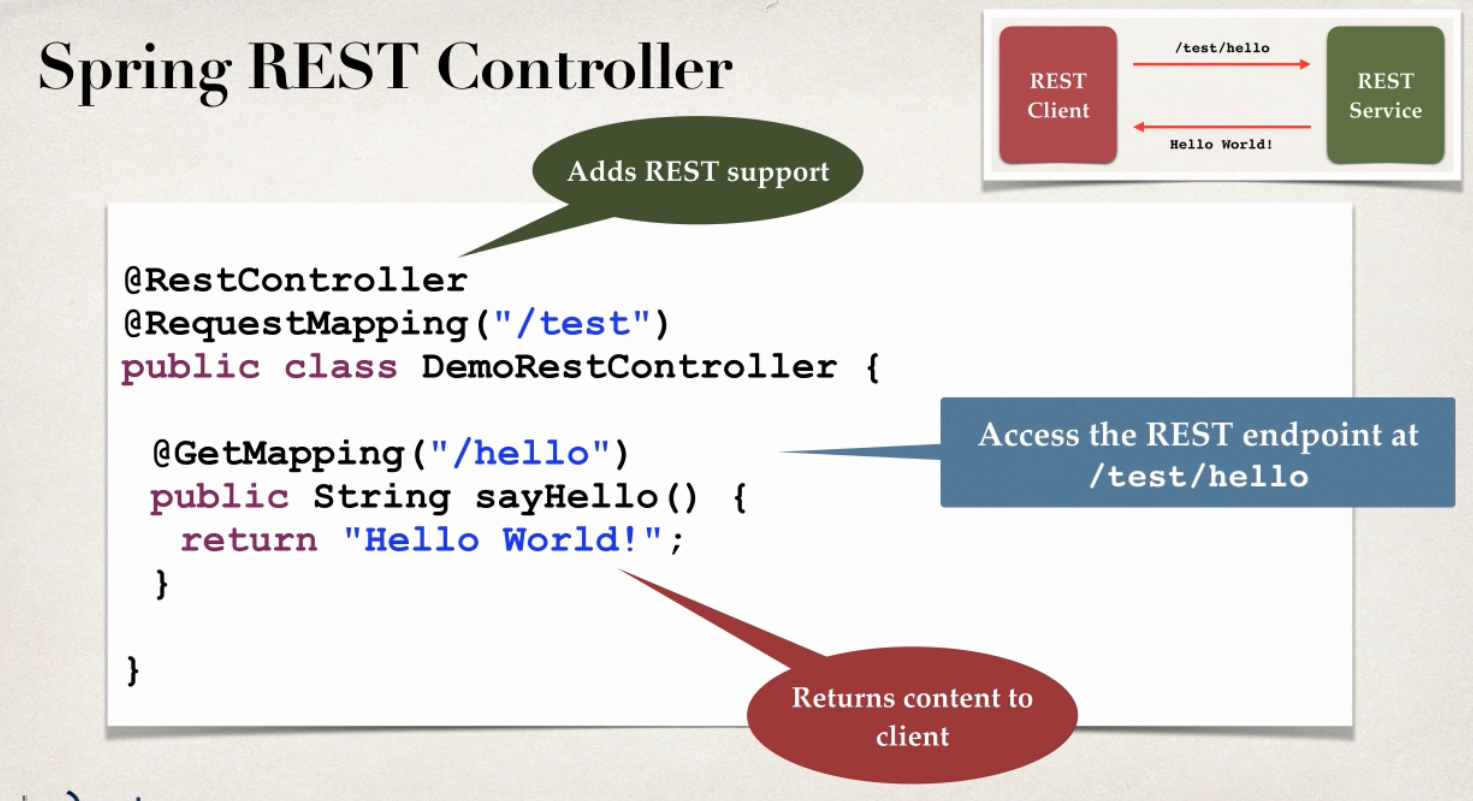 Spring REST Controller
REST
Client
/test/hello
Hello World!
REST
Service
Adds REST support
@RestController
@RequestMapping("/test")
public class DemoRestController {
@GetMapping("/hello")
public String sayHello() {
return "Hello World!";
}
}
Access the REST endpoint at
/test/hello
Returns content to
client